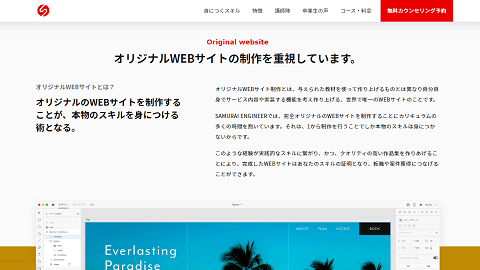 身につくスキル 特徴 講師陣 卒業生の声 コース・料金 無料カウンセリング予約
Original website
オリジナルWEBサイトの制作を重視しています。
オリジナルWEBサイトとは？
オリジナルのWEBサイトを制作する
ことが、本物のスキルを身につける
術となる。
オリジナルWEBサイト制作とは、与えられた教材を使って作り上げるものとは異なり自分自
身でサービス内容や実装する機能を考え作り上げる、世界で唯一のWEBサイトのことです。
SAMURAI ENGINEERでは、完全オリジナルのWEBサイトを制作することにカリキュラムの
多くの時間を割いています。それは、1から制作を行うことでしか本物のスキルは身につか
ないからです。
このような経験が実践的なスキルに繋がり、かつ、クオリティの高い作品集を作りあげるこ
とにより、完成したWEBサイトはあなたのスキルの証明となり、転職や案件獲得につなげる
ことができます。
ABOUT PLAN ACCESS BOOK
Everlasting
Paradise